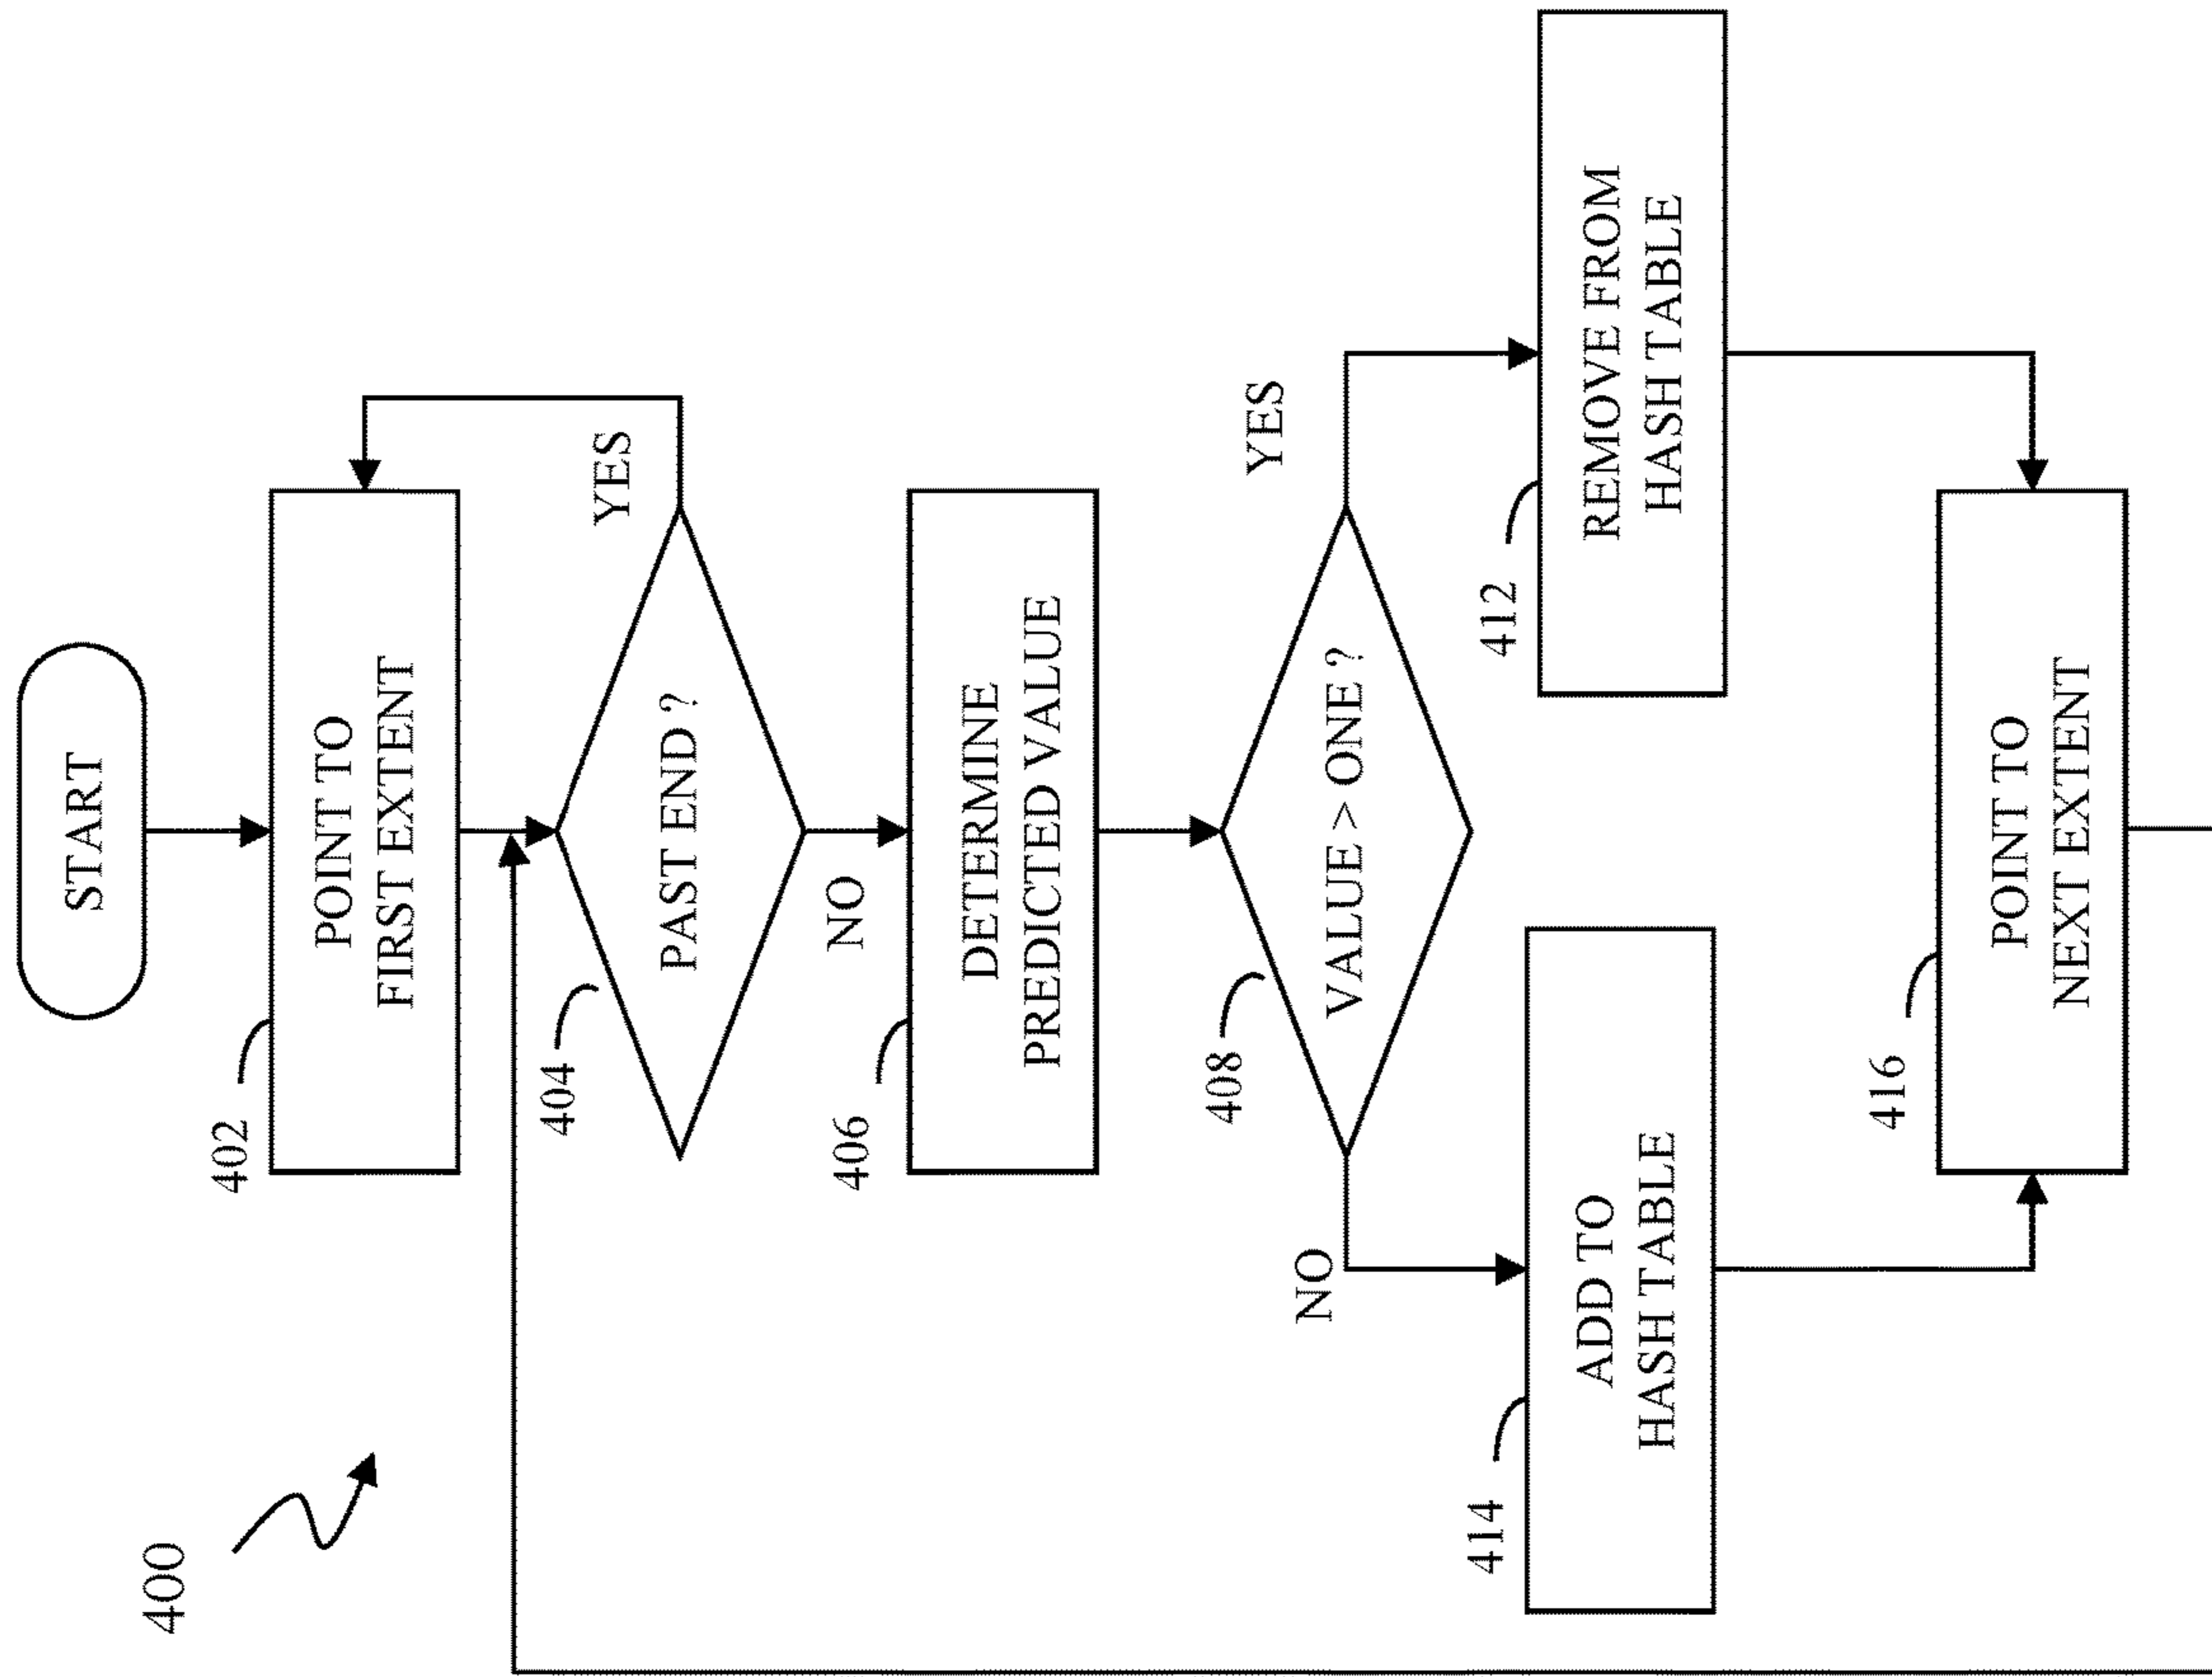 400
START
402
POINT TO
FIRST EXTENT
404
PAST END ?
YES
NO
406
DETERMINE
PREDICTED VALUE
408
VALUE > ONE ?
NO
YES
414
ADD TO
HASH TABLE
412
REMOVE FROM
HASH TABLE
416
POINT TO
NEXT EXTENT